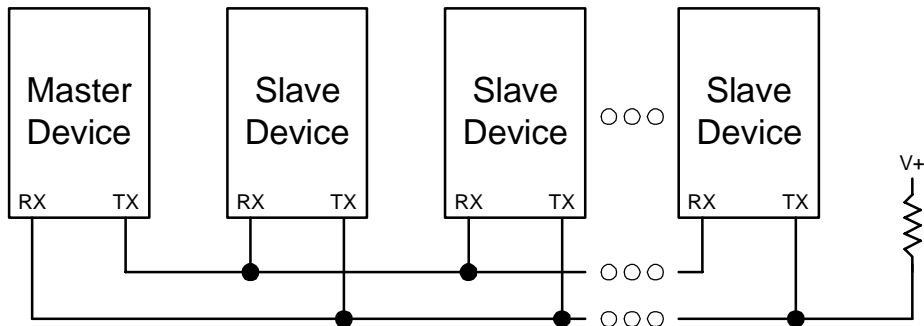 Master
Device
Slave
Device
Slave
Device
Slave
Device
V+
RX TX
RX TX
RX TX
RX TX